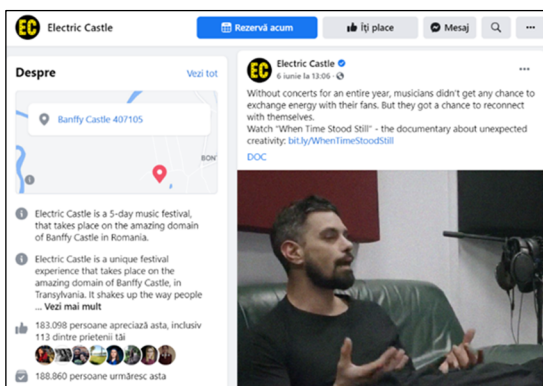 EC Electric Castle
Rezervă acum
Îți place
Mesaj
Despre
Vezi tot
Banffy Castle 407105
BONȚ
Electric Castle is a 5-day music festival,
that takes place on the amazing domain
of Banffy Castle in Romania.
Electric Castle is a unique festival
experience that takes place on the
amazing domain of Banffy Castle, in
Transylvania. It shakes up the way people
... Vezi mai mult
183.098 persoane apreciază asta, inclusiv
113 dintre prietenii tăi
188.860 persoane urmăresc asta
EC Electric Castle
6 iunie la 13:06 ·
Without concerts for an entire year, musicians didn't get any chance to
exchange energy with their fans. But they got a chance to reconnect
with themselves.
Watch "When Time Stood Still" - the documentary about unexpected
creativity: bit.ly/WhenTimeStoodStill
DOC